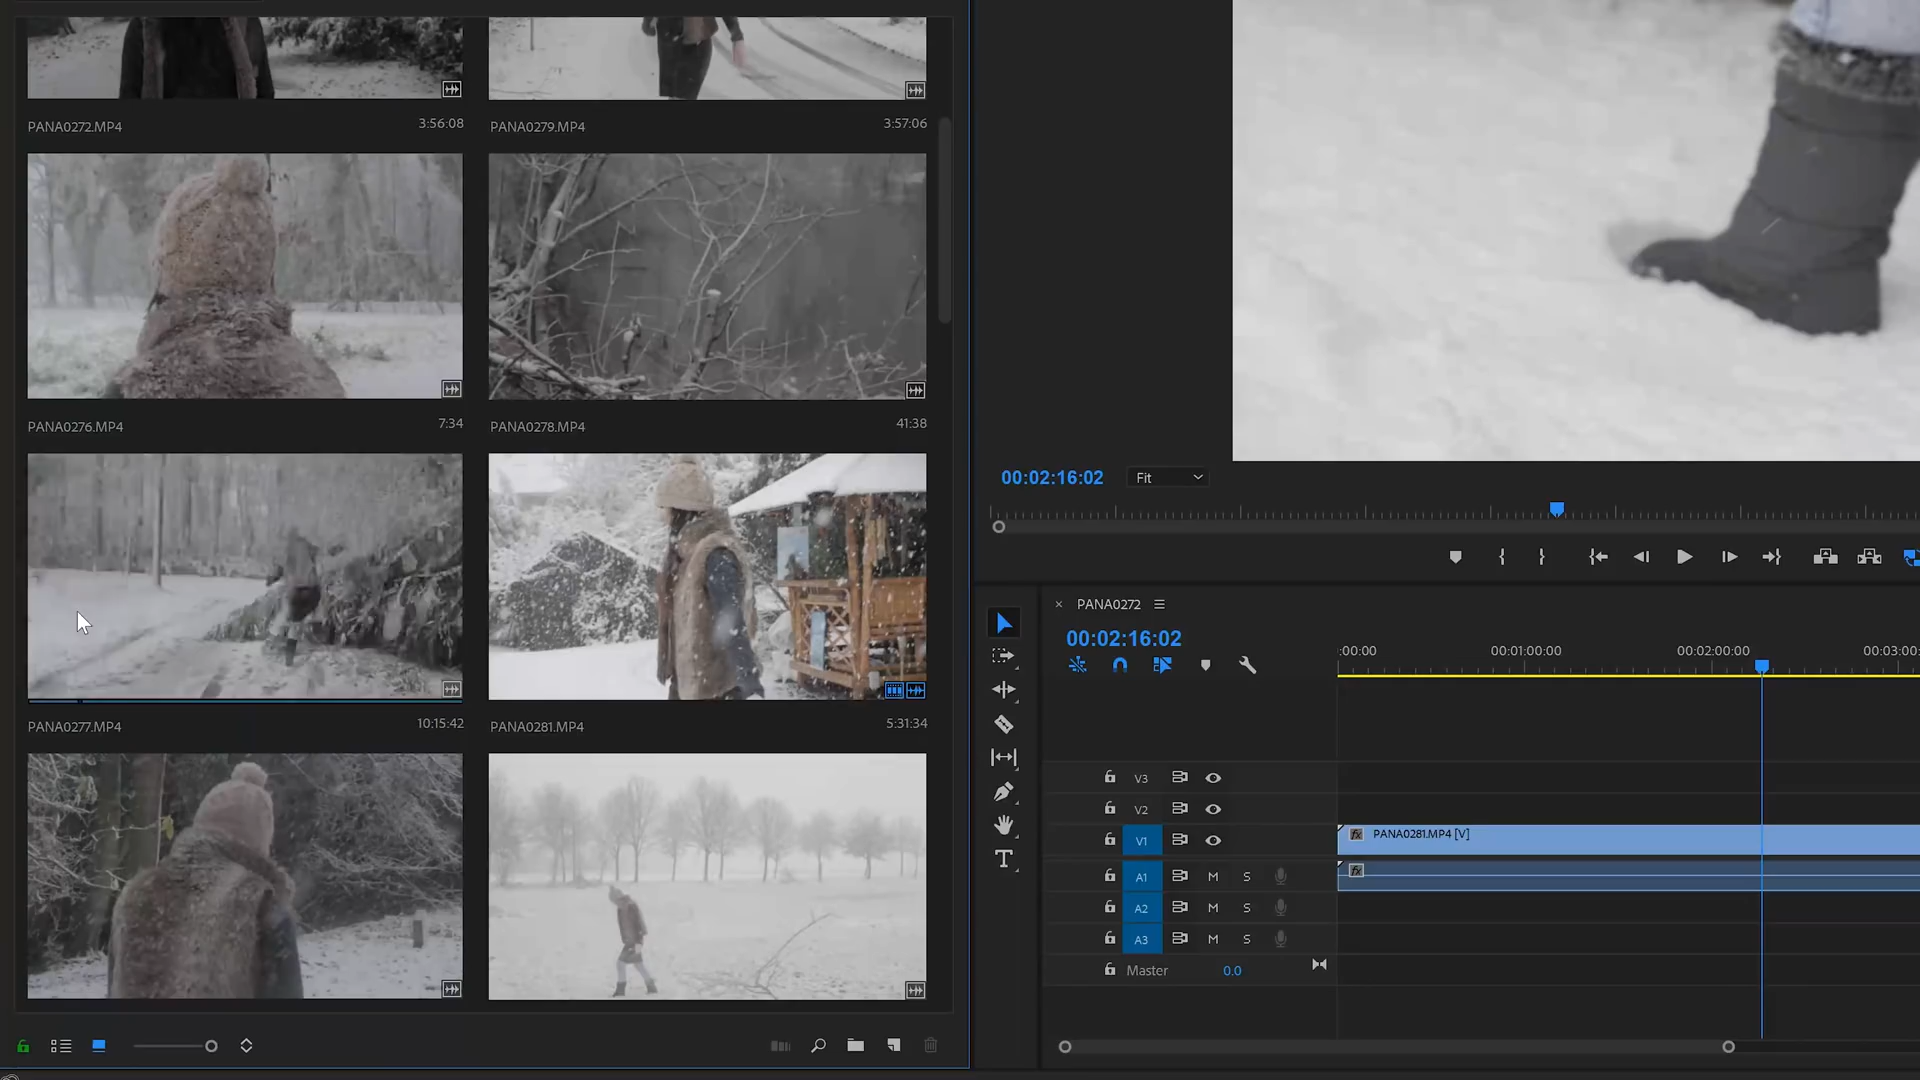 PANA0272.MP4 3:56:08
PANA0279.MP4 3:57:06
PANA0276.MP4 7:34
PANA0278.MP4 41:38
PANA0277.MP4 10:15:42
PANA0281.MP4 5:31:34
00:02:16:02 Fit
× PANA0272
00:02:16:02
:00:00 00:01:00:00 00:02:00:00 00:03:00:
V3
V2
V1 fx PANA0281.MP4 [V]
A1 M S fx
A2 M S
A3 M S
Master 0.0